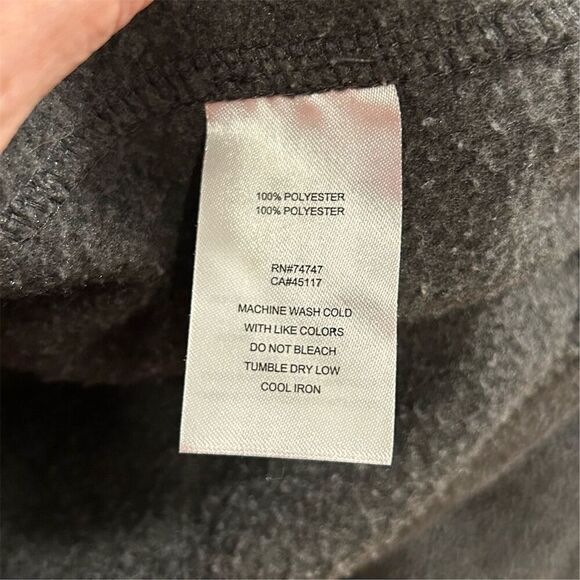 100% POLYESTER
100% POLYESTER
RN#74747
CA#45117
MACHINE WASH COLD
WITH LIKE COLORS
DO NOT BLEACH
TUMBLE DRY LOW
COOL IRON